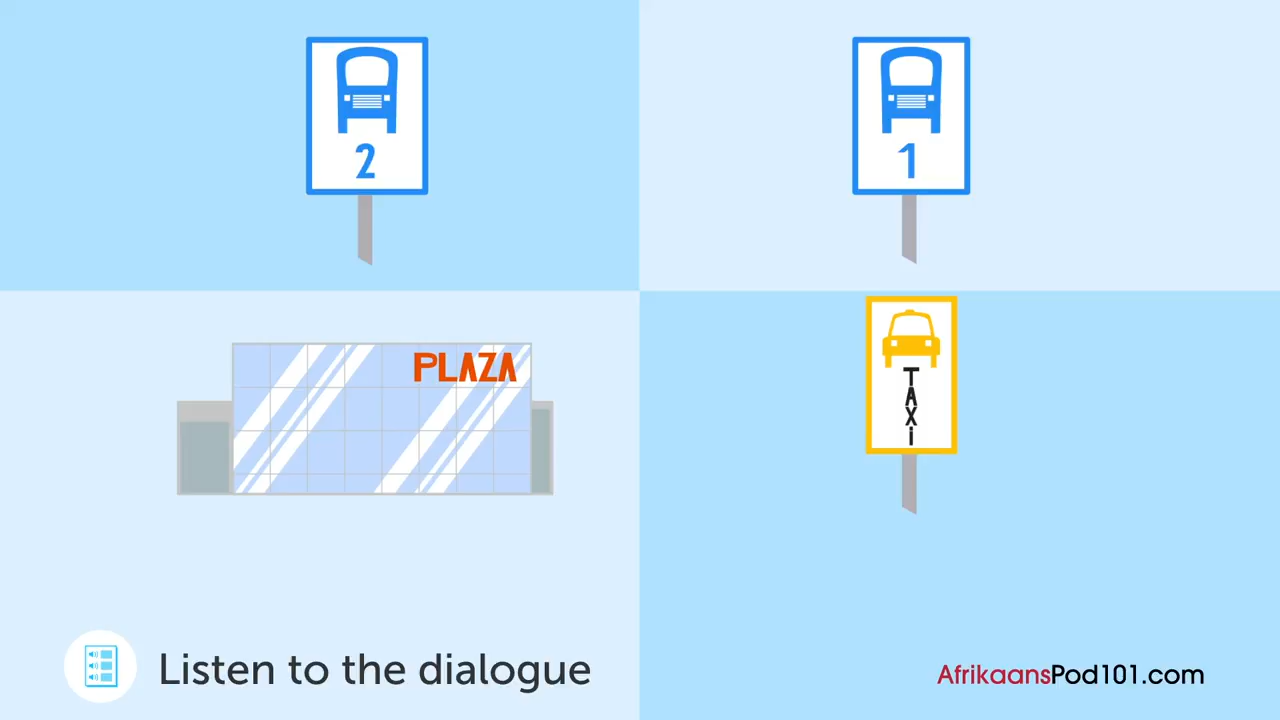 2
1
PLAZA
TAXi
Listen to the dialogue
AfrikaansPod101.com